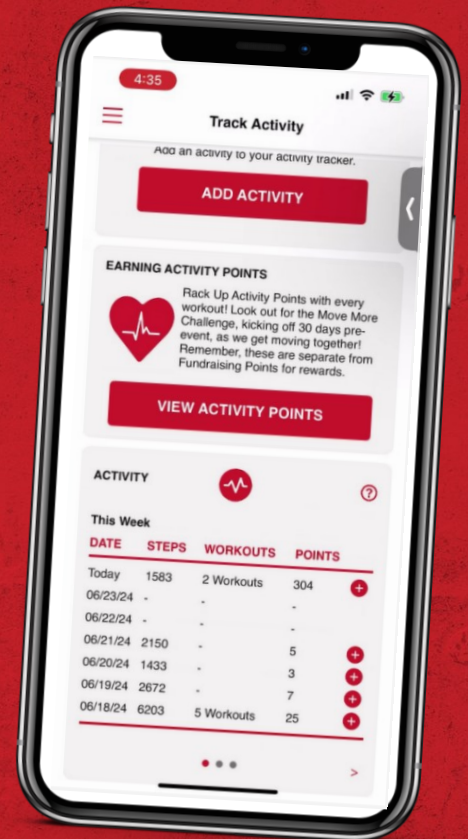 4:35
Track Activity
Add an activity to your activity tracker.
ADD ACTIVITY
EARNING ACTIVITY POINTS
Rack Up Activity Points with every
workout! Look out for the Move More
Challenge, kicking off 30 days pre-
event, as we get moving together!
Remember, these are separate from
Fundraising Points for rewards.
VIEW ACTIVITY POINTS
ACTIVITY
This Week
DATE STEPS WORKOUTS POINTS
Today 1583 2 Workouts 304
06/23/24 - - -
06/22/24 - - -
06/21/24 2150 - 5
06/20/24 1433 - 3
06/19/24 2672 - 7
06/18/24 6203 5 Workouts 25